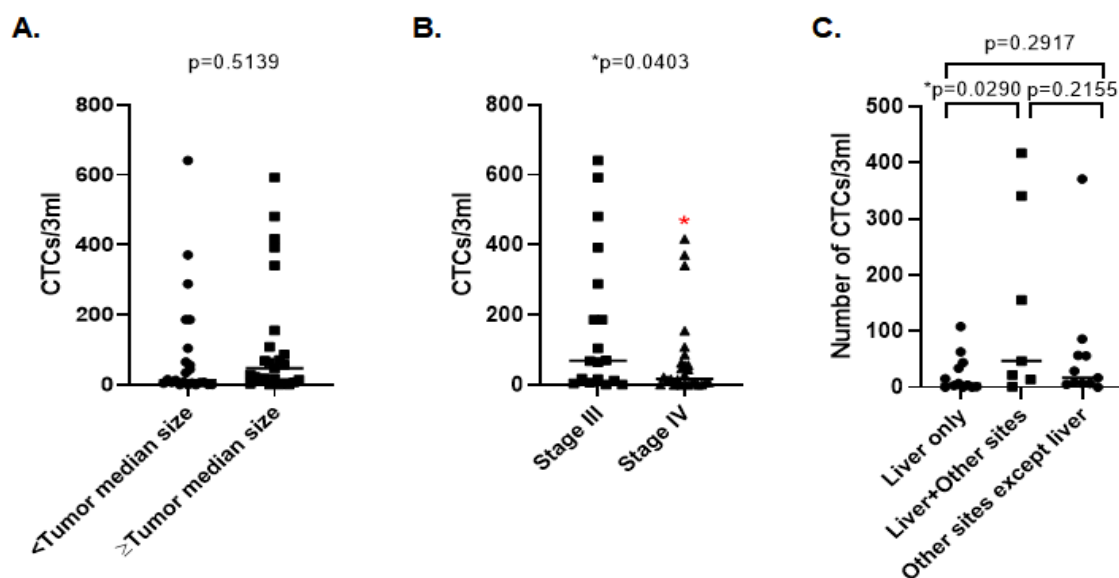 A.
p=0.5139
CTCs/3ml
800
600
400
200
0
<Tumor median size
≥Tumor median size
B.
*p=0.0403
CTCs/3ml
800
600
400
200
0
*
Stage III
Stage IV
C.
p=0.2917
*p=0.0290
p=0.2155
Number of CTCs/3ml
500
400
300
200
100
0
Liver only
Liver+Other sites
Other sites except liver